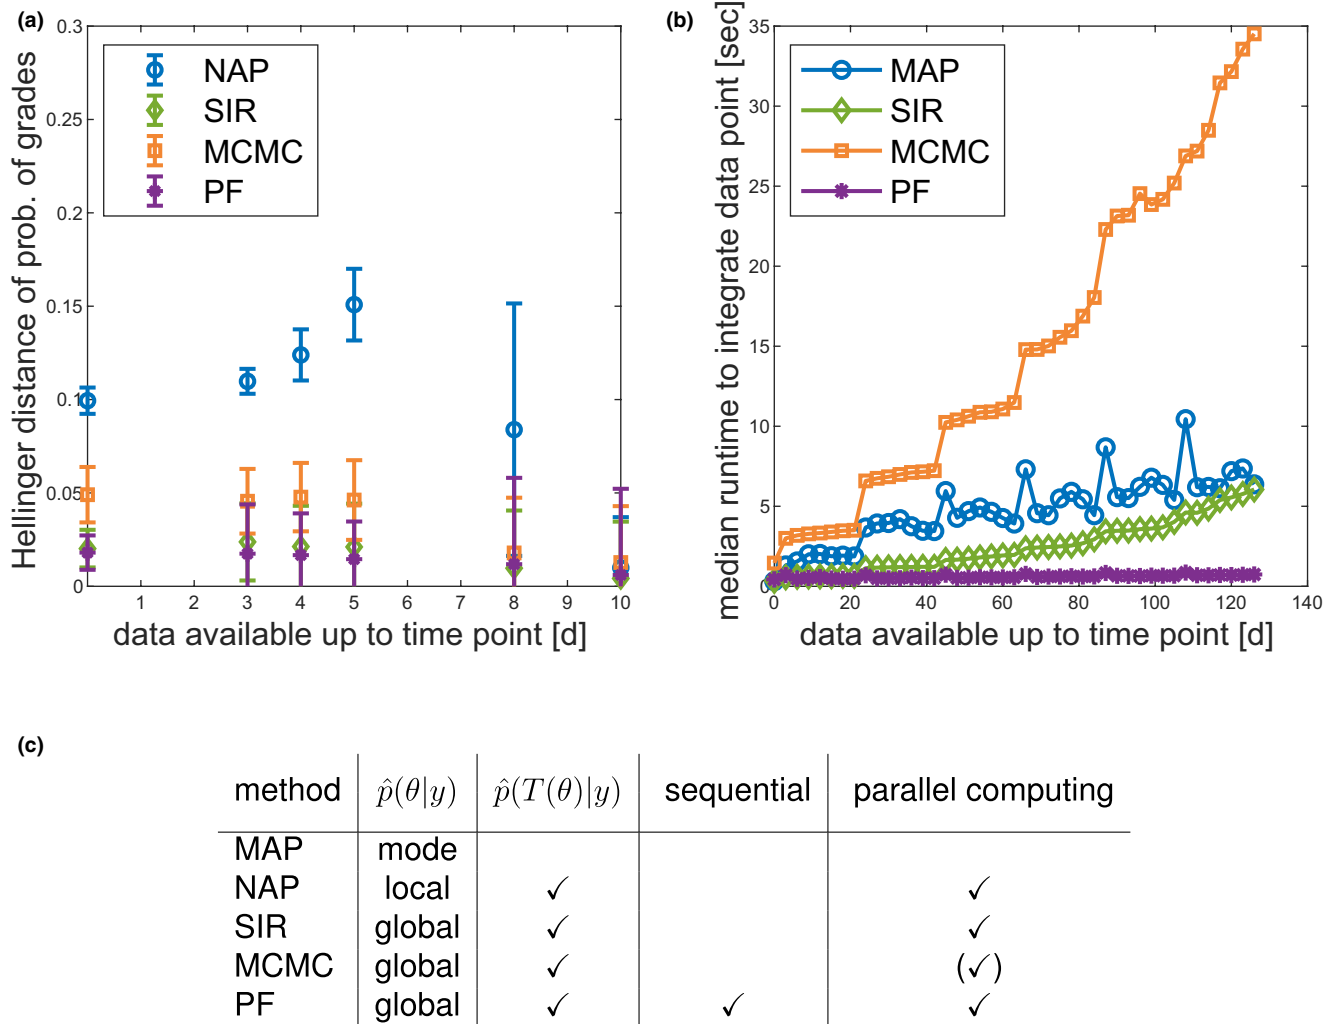 (a)
Hellinger distance of prob. of grades
0.3
0.25
0.2
0.15
0.1
0.05
0
NAP
SIR
MCMC
PF
1 2 3 4 5 6 7 8 9 10
data available up to time point [d]
(b)
median runtime to integrate data point [sec]
35
30
25
20
15
10
5
0
MAP
SIR
MCMC
PF
0 20 40 60 80 100 120 140
data available up to time point [d]
(c)
method p̂(θ|y) p̂(T(θ)|y) sequential parallel computing
MAP mode
NAP local ✓ ✓
SIR global ✓ ✓
MCMC global ✓ (✓)
PF global ✓ ✓ ✓